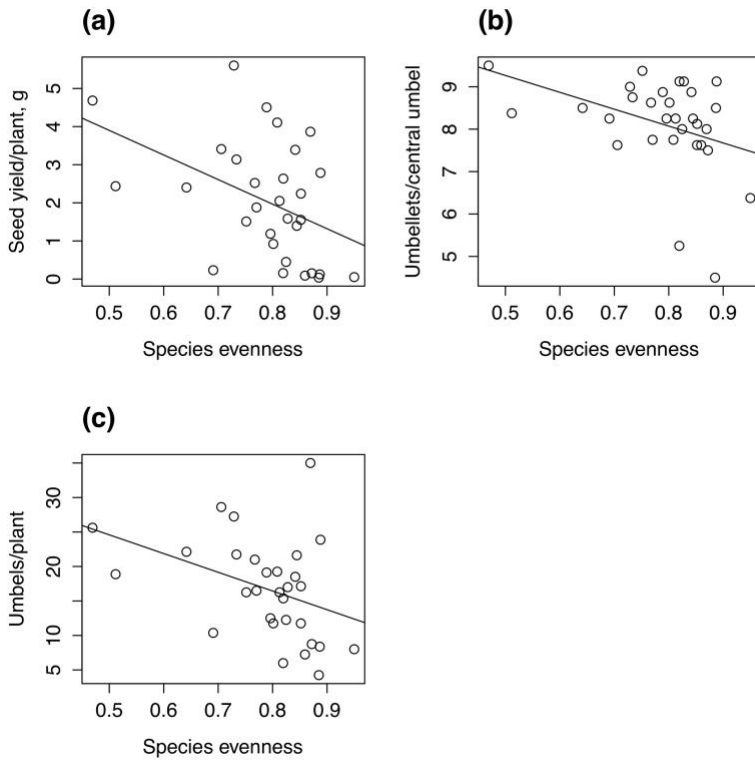 (a)
Seed yield/plant, g
5
4
3
2
1
0
0.5 0.6 0.7 0.8 0.9
Species evenness
(b)
Umbellets/central umbel
9
8
7
6
5
0.5 0.6 0.7 0.8 0.9
Species evenness
(c)
Umbels/plant
30
20
10
5
0.5 0.6 0.7 0.8 0.9
Species evenness